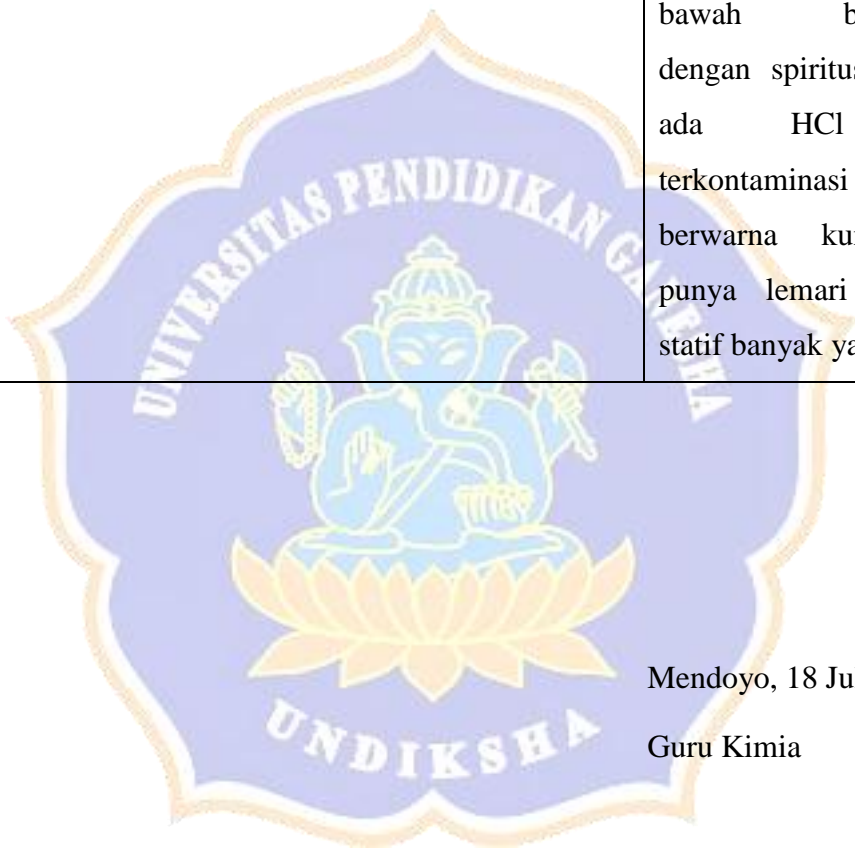 bawah b
dengan spiritus
ada HCl
terkontaminasi
berwarna ku
punya lemari
statif banyak ya
UNIVERSITAS PENDIDIKAN GANESHA
UNDIKSHA
Mendoyo, 18 Ju
Guru Kimia